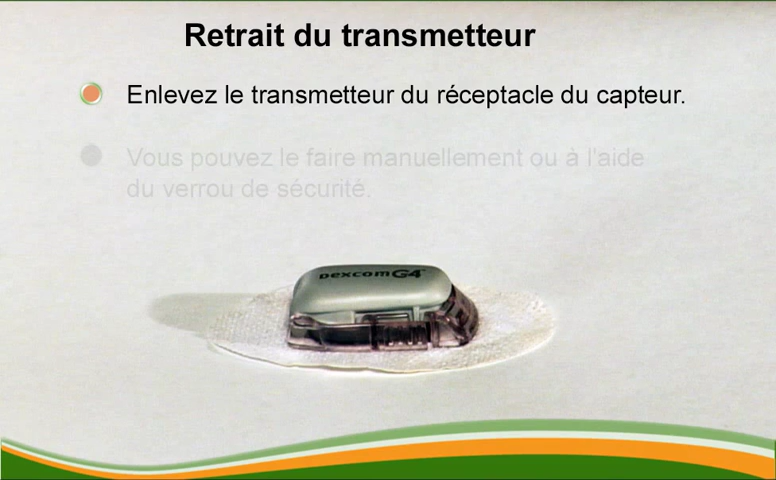 Retrait du transmetteur
Enlevez le transmetteur du réceptacle du capteur.
Vous pouvez le faire manuellement ou à l'aide
du verrou de sécurité.
Dexcom G4